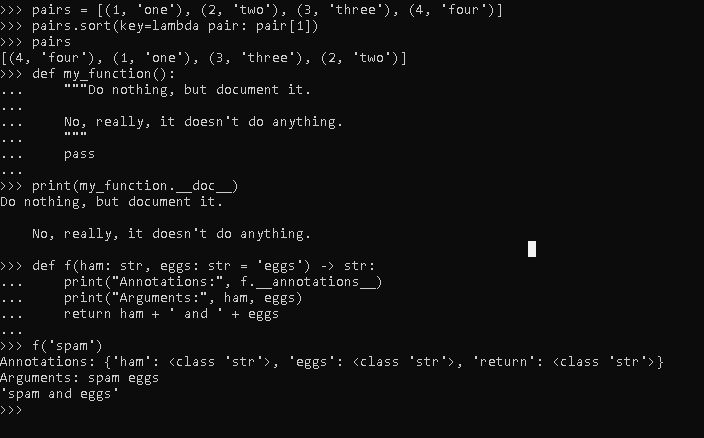 >>> pairs = [(1, 'one'), (2, 'two'), (3, 'three'), (4, 'four')]
>>> pairs.sort(key=lambda pair: pair[1])
>>> pairs
[(4, 'four'), (1, 'one'), (3, 'three'), (2, 'two')]
>>> def my_function():
...     """Do nothing, but document it.
...
...     No, really, it doesn't do anything.
...     """
...     pass
...
>>> print(my_function.__doc__)
Do nothing, but document it.

    No, really, it doesn't do anything.

>>> def f(ham: str, eggs: str = 'eggs') -> str:
...     print("Annotations:", f.__annotations__)
...     print("Arguments:", ham, eggs)
...     return ham + ' and ' + eggs
...
>>> f('spam')
Annotations: {'ham': <class 'str'>, 'eggs': <class 'str'>, 'return': <class 'str'>}
Arguments: spam eggs
'spam and eggs'
>>>